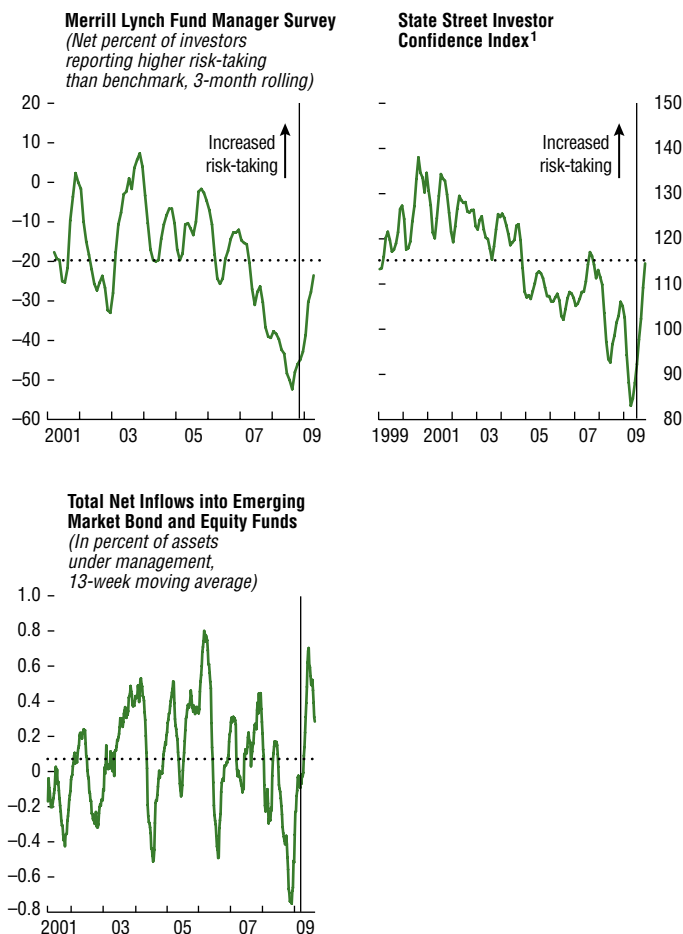 Merrill Lynch Fund Manager Survey
(Net percent of investors
reporting higher risk-taking
than benchmark, 3-month rolling)
20
10
0
–10
–20
–30
–40
–50
–60
Increased
risk-taking
2001 03 05 07 09
State Street Investor
Confidence Index1
150
140
130
120
110
100
90
80
Increased
risk-taking
1999 2001 03 05 07 09
Total Net Inflows into Emerging
Market Bond and Equity Funds
(In percent of assets
under management,
13-week moving average)
1.0
0.8
0.6
0.4
0.2
0
–0.2
–0.4
–0.6
–0.8
2001 03 05 07 09